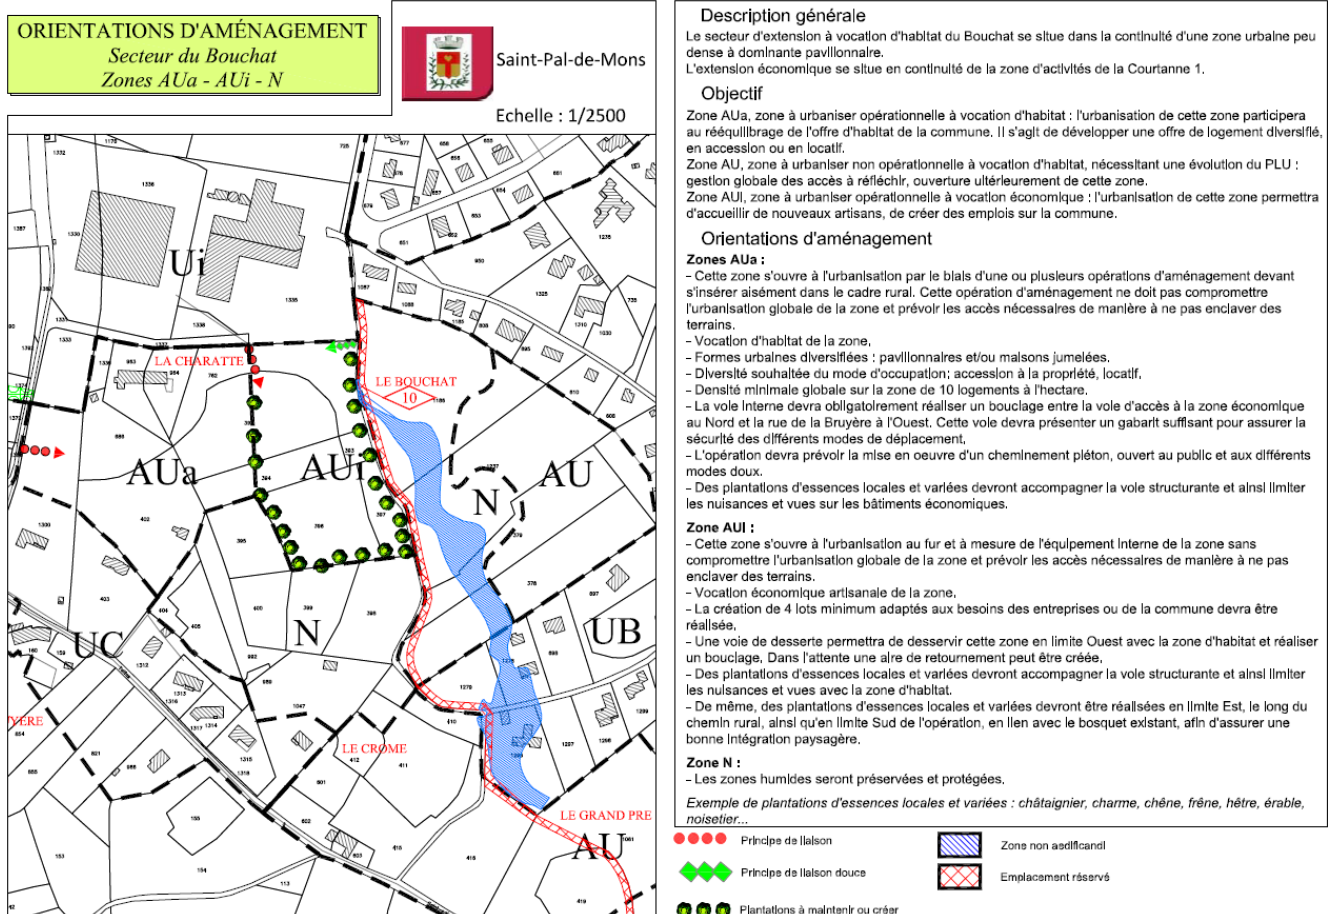 ORIENTATIONS D'AMÉNAGEMENT
Secteur du Bouchat
Zones AUa - AUi - N
Saint-Pal-de-Mons
Echelle : 1/2500
Ui
LA CHARATTE
LE BOUCHAT
10
AUa
AUi
N
AU
N
UC
UB
YÈRE
LE CROME
LE GRAND PRE
AU
Description générale
Le secteur d'extension à vocation d'habitat du Bouchat se situe dans la continuité d'une zone urbaine peu
dense à dominante pavillonnaire.
L'extension économique se situe en continuité de la zone d'activités de la Courtanne 1.
Objectif
Zone AUa, zone à urbaniser opérationnelle à vocation d'habitat : l'urbanisation de cette zone participera
au rééquilibrage de l'offre d'habitat de la commune. Il s'agit de développer une offre de logement diversifié,
en accession ou en locatif.
Zone AU, zone à urbaniser non opérationnelle à vocation d'habitat, nécessitant une évolution du PLU :
gestion globale des accès à réfléchir, ouverture ultérieurement de cette zone.
Zone AUi, zone à urbaniser opérationnelle à vocation économique : l'urbanisation de cette zone permettra
d'accueillir de nouveaux artisans, de créer des emplois sur la commune.
Orientations d'aménagement
Zones AUa :
- Cette zone s'ouvre à l'urbanisation par le biais d'une ou plusieurs opérations d'aménagement devant
s'insérer aisément dans le cadre rural. Cette opération d'aménagement ne doit pas compromettre
l'urbanisation globale de la zone et prévoir les accès nécessaires de manière à ne pas enclaver des
terrains.
- Vocation d'habitat de la zone,
- Formes urbaines diversifiées : pavillonnaires et/ou maisons jumelées,
- Diversité souhaitée du mode d'occupation; accession à la propriété, locatif,
- Densité minimale globale sur la zone de 10 logements à l'hectare.
- La voie interne devra obligatoirement réaliser un bouclage entre la voie d'accès à la zone économique
au Nord et la rue de la Bruyère à l'Ouest. Cette voie devra présenter un gabarit suffisant pour assurer la
sécurité des différents modes de déplacement,
- L'opération devra prévoir la mise en oeuvre d'un cheminement piéton, ouvert au public et aux différents
modes doux.
- Des plantations d'essences locales et variées devront accompagner la voie structurante et ainsi limiter
les nuisances et vues sur les bâtiments économiques.
Zone AUi :
- Cette zone s'ouvre à l'urbanisation au fur et à mesure de l'équipement interne de la zone sans
compromettre l'urbanisation globale de la zone et prévoir les accès nécessaires de manière à ne pas
enclaver des terrains.
- Vocation économique artisanale de la zone,
- La création de 4 lots minimum adaptés aux besoins des entreprises ou de la commune devra être
réalisée,
- Une voie de desserte permettra de desservir cette zone en limite Ouest avec la zone d'habitat et réaliser
un bouclage, Dans l'attente une aire de retournement peut être créée,
- Des plantations d'essences locales et variées devront accompagner la voie structurante et ainsi limiter
les nuisances et vues avec la zone d'habitat.
- De même, des plantations d'essences locales et variées devront être réalisées en limite Est, le long du
chemin rural, ainsi qu'en limite Sud de l'opération, en lien avec le bosquet existant, afin d'assurer une
bonne intégration paysagère.
Zone N :
- Les zones humides seront préservées et protégées.
Exemple de plantations d'essences locales et variées : châtaignier, charme, chêne, frêne, hêtre, érable,
noisetier...
Principe de liaison
Zone non aedificandi
Principe de liaison douce
Emplacement réservé
Plantations à maintenir ou créer